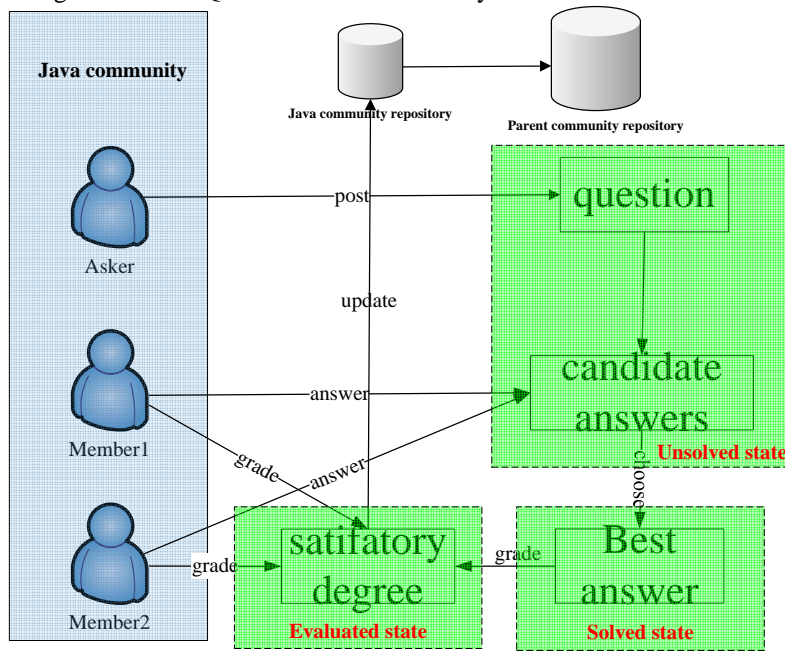 Java community
Java community repository
Parent community repository
post
question
Asker
update
candidate
answers
answer
Member1
Unsolved state
grade
answer
choose
satifatory
degree
Best
answer
grade
grade
Member2
Evaluated state
Solved state